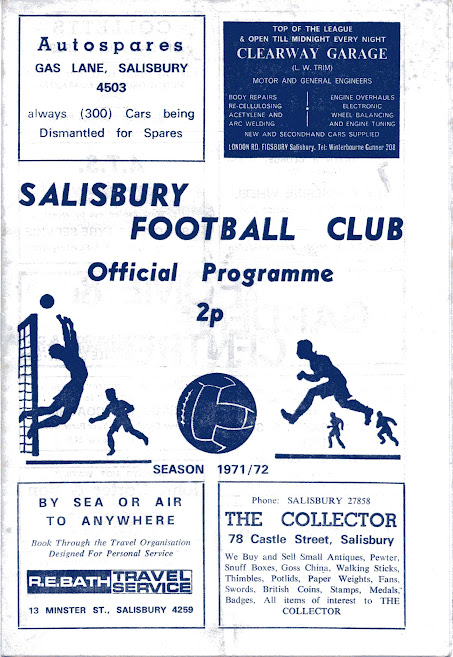 Autospares
GAS LANE, SALISBURY
4503
always (300) Cars being
Dismantled for Spares
TOP OF THE LEAGUE
& OPEN TILL MIDNIGHT EVERY NIGHT
CLEARWAY GARAGE
(L. W. TRIM)
MOTOR AND GENERAL ENGINEERS
BODY REPAIRS
RE-CELLULOSING
ACETYLENE AND
ARC WELDING
ENGINE OVERHAULS
ELECTRONIC
WHEEL BALANCING
AND ENGINE TUNING
NEW AND SECONDHAND CARS SUPPLIED
LONDON RD, FIGSBURY Salisbury, Tel: Winterbourne Gunner 208
SALISBURY
FOOTBALL CLUB
Official Programme
2p
SEASON 1971/72
BY SEA OR AIR
TO ANYWHERE
Book Through the Travel Organisation
Designed For Personal Service
R.E.BATH TRAVEL
SERVICE
13 MINSTER ST., SALISBURY 4259
Phone: SALISBURY 27858
THE COLLECTOR
78 Castle Street, Salisbury
We Buy and Sell Small Antiques, Pewter,
Snuff Boxes, Goss China, Walking Sticks,
Thimbles, Potlids, Paper Weights, Fans,
Swords, British Coins, Stamps, Medals,
Badges, All items of interest to THE
COLLECTOR